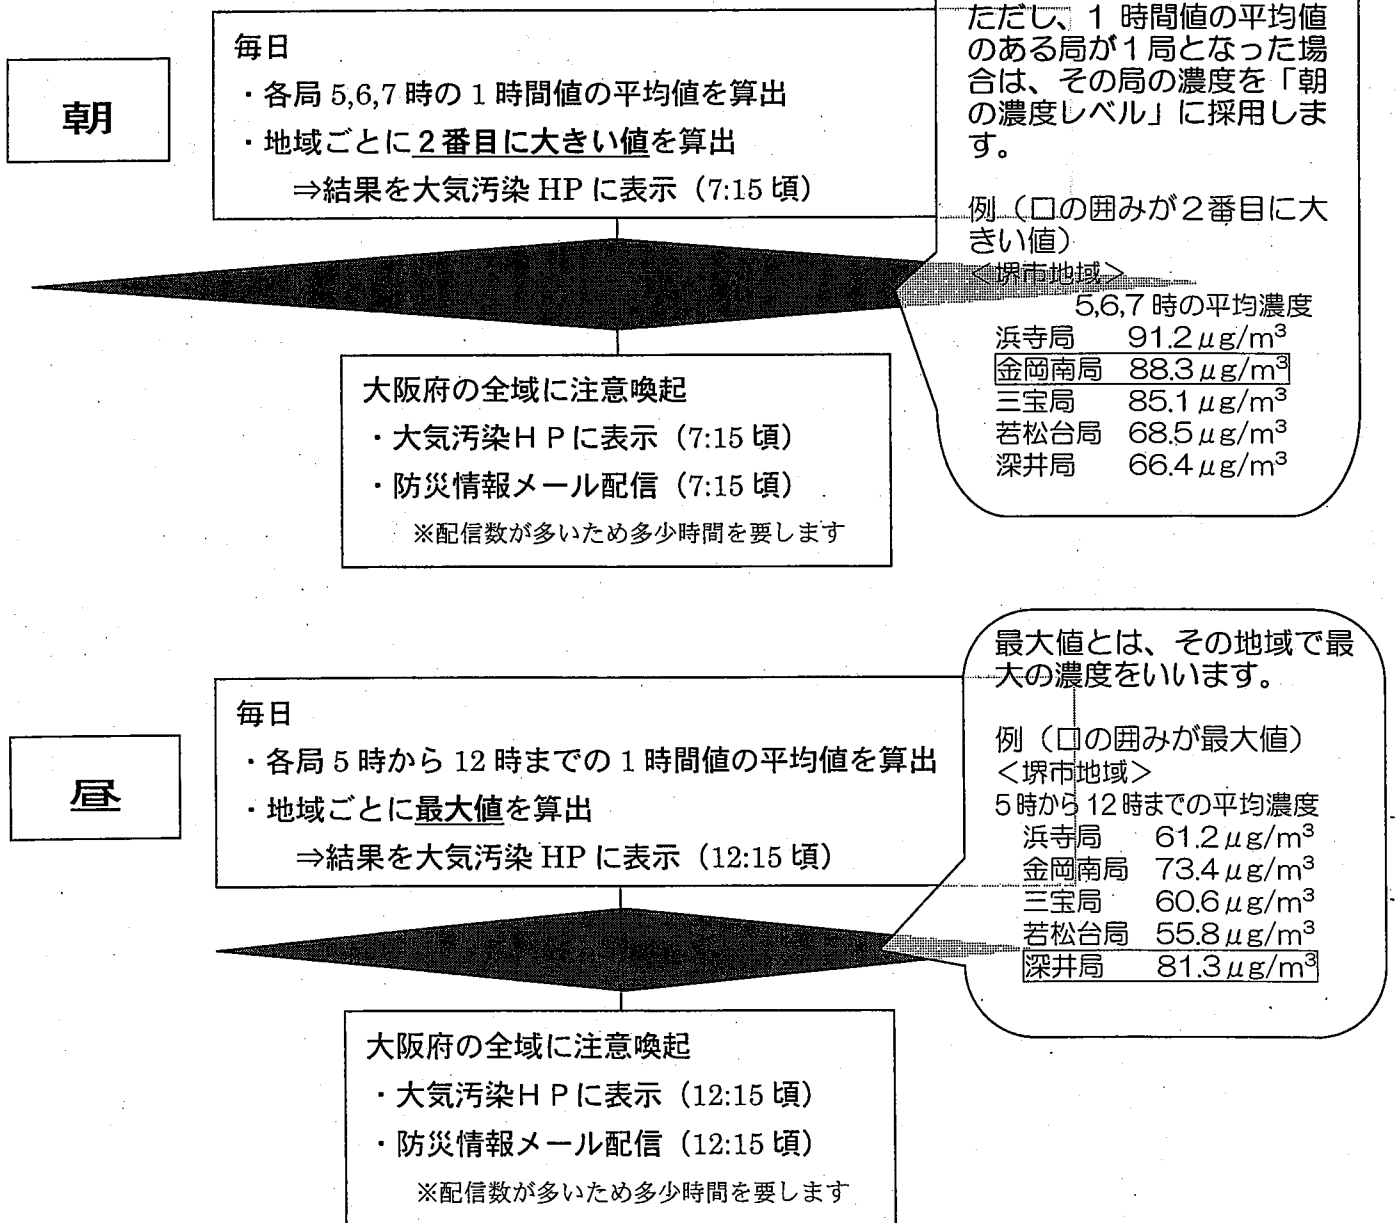 朝
毎日
・各局 5,6,7 時の 1 時間値の平均値を算出
・地域ごとに２番目に大きい値を算出
⇒結果を大気汚染 HP に表示（7:15 頃）
ただし、１ 時間値の平均値
のある局が１局となった場
合は、その局の濃度を「朝
の濃度レベル」に採用しま
す。
例（口の囲みが２番目に大
きい値）
＜堺市地域＞
5,6,7 時の平均濃度
浜寺局 91.2μg/m³
金岡南局 88.3μg/m³
三宝局 85.1μg/m³
若松台局 68.5μg/m³
深井局 66.4μg/m³
大阪府の全域に注意喚起
・大気汚染ＨＰに表示（7:15 頃）
・防災情報メール配信（7:15 頃）
※配信数が多いため多少時間を要します
昼
毎日
・各局 5 時から 12 時までの 1 時間値の平均値を算出
・地域ごとに最大値を算出
⇒結果を大気汚染 HP に表示（12:15 頃）
最大値とは、その地域で最
大の濃度をいいます。
例（口の囲みが最大値）
＜堺市地域＞
5時から12時までの平均濃度
浜寺局 61.2μg/m³
金岡南局 73.4μg/m³
三宝局 60.6μg/m³
若松台局 55.8μg/m³
深井局 81.3μg/m³
大阪府の全域に注意喚起
・大気汚染ＨＰに表示（12:15 頃）
・防災情報メール配信（12:15 頃）
※配信数が多いため多少時間を要します